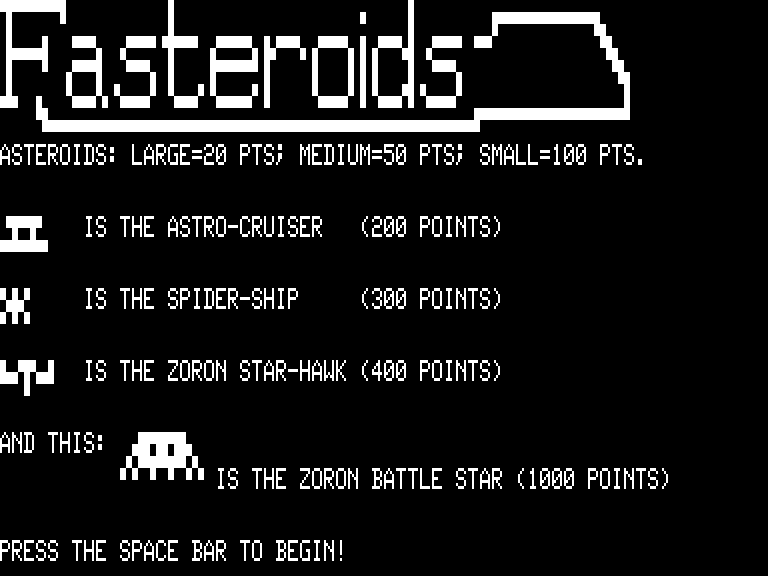 Fasteroids
ASTEROIDS: LARGE=20 PTS; MEDIUM=50 PTS; SMALL=100 PTS.
IS THE ASTRO-CRUISER (200 POINTS)
IS THE SPIDER-SHIP (300 POINTS)
IS THE ZORON STAR-HAWK (400 POINTS)
AND THIS:
IS THE ZORON BATTLE STAR (1000 POINTS)
PRESS THE SPACE BAR TO BEGIN!